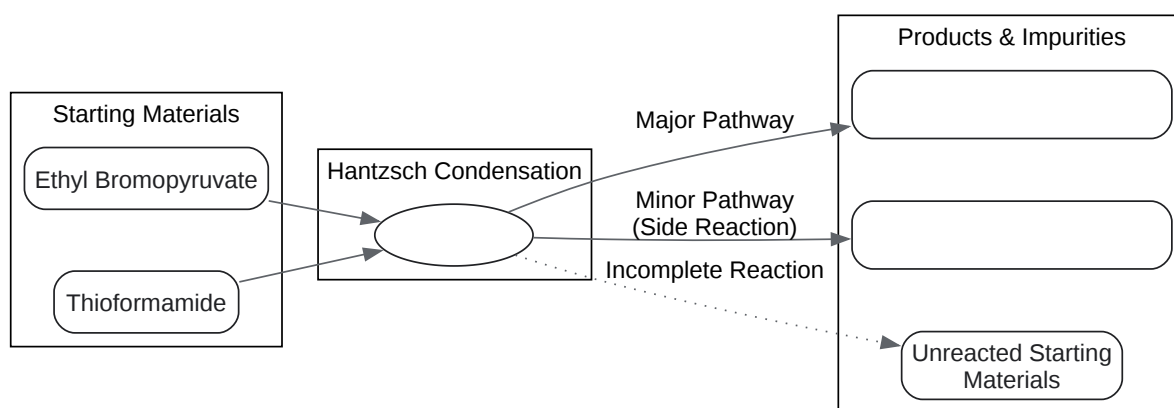 Products & Impurities
Starting Materials
Major Pathway
Ethyl Bromopyruvate
Hantzsch Condensation
Minor Pathway
(Side Reaction)
Incomplete Reaction
Thioformamide
Unreacted Starting
Materials